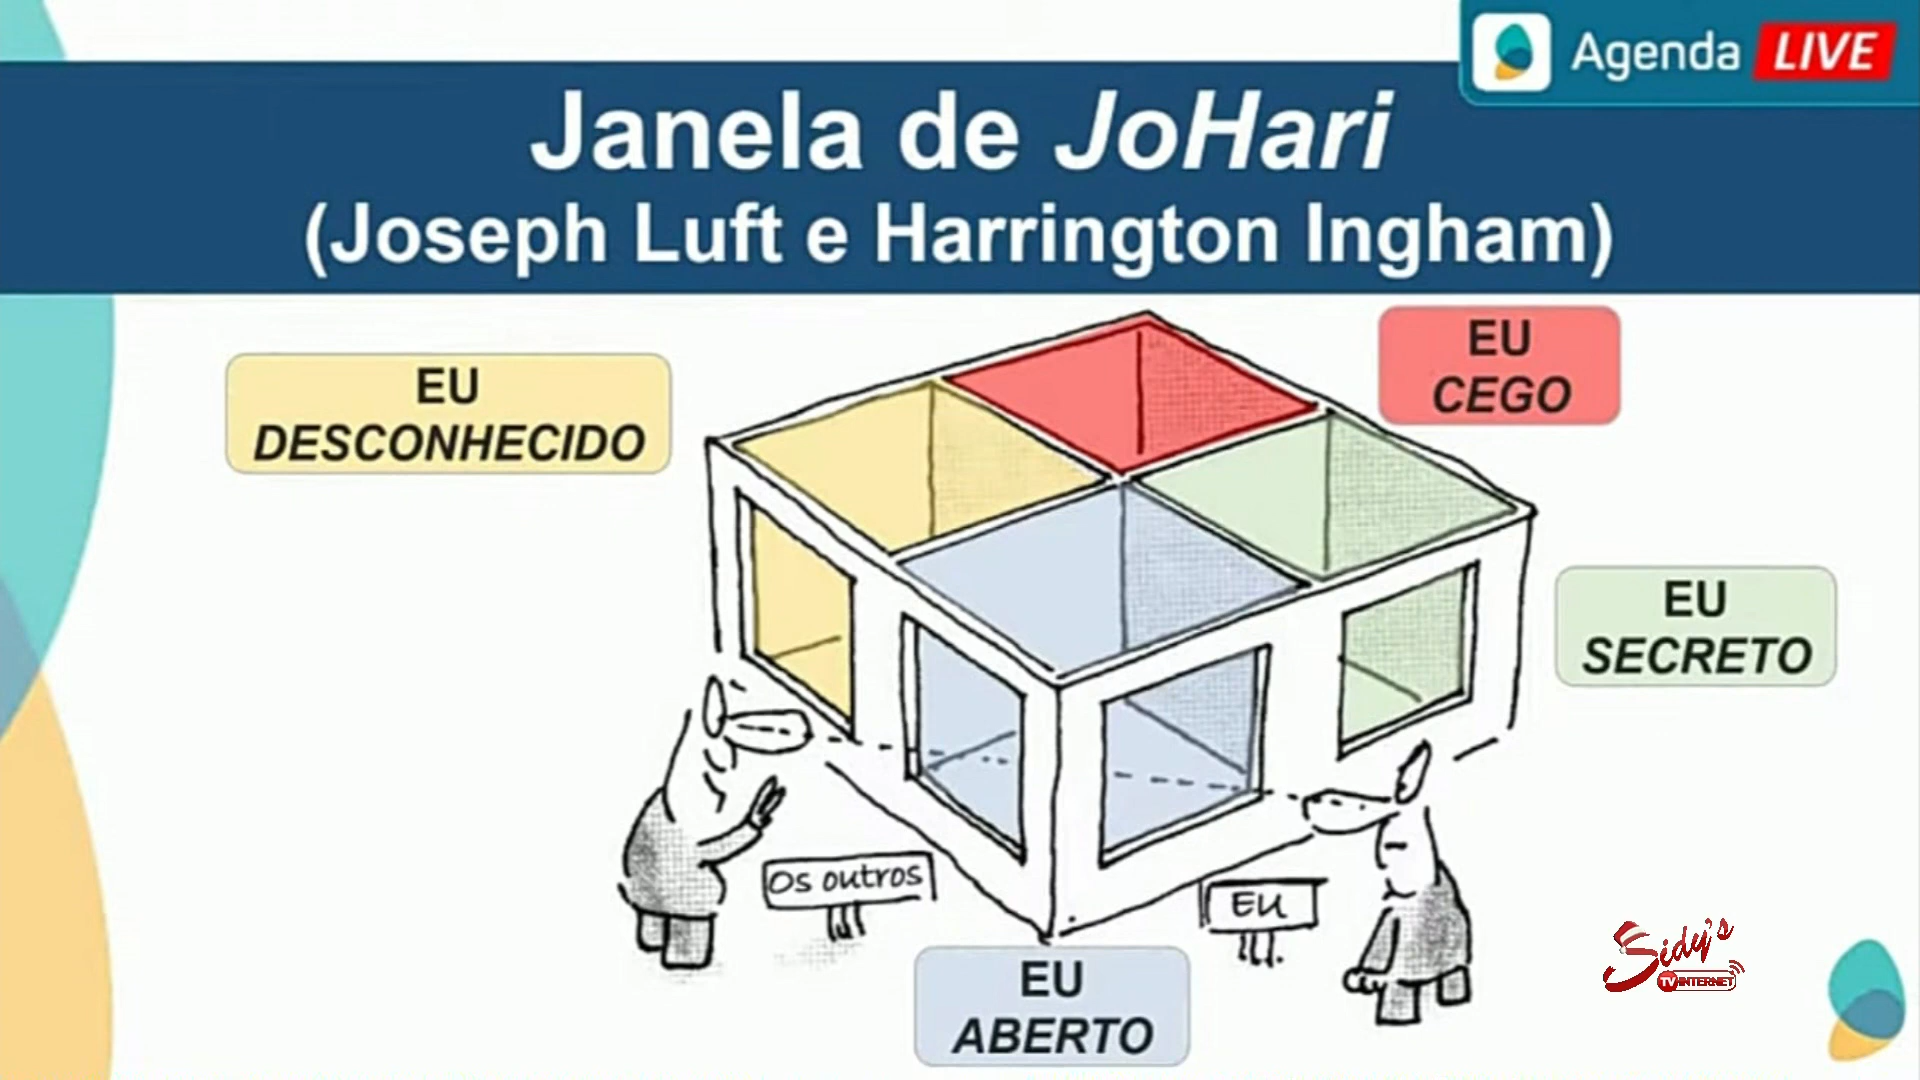 Agenda LIVE
Janela de JoHari
(Joseph Luft e Harrington Ingham)
EU
DESCONHECIDO
EU
CEGO
EU
SECRETO
Os outros
EU
EU
ABERTO
Sidy's
TV INTERNET